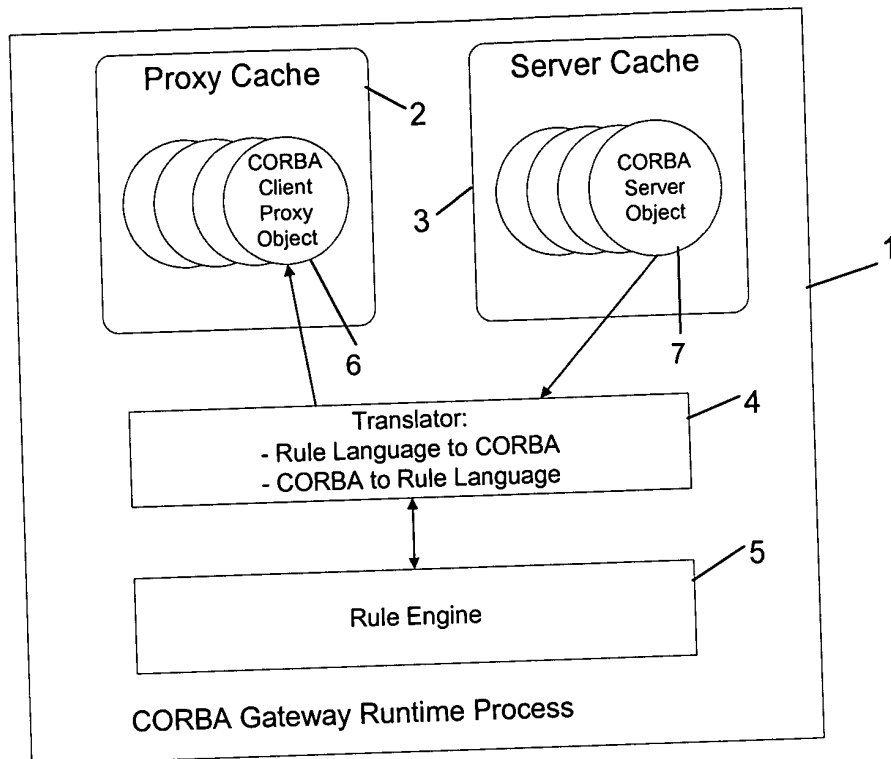 Proxy Cache
2
CORBA
Client
Proxy
Object
6
Server Cache
3
CORBA
Server
Object
7
1
Translator:
- Rule Language to CORBA
- CORBA to Rule Language
4
Rule Engine
5
CORBA Gateway Runtime Process